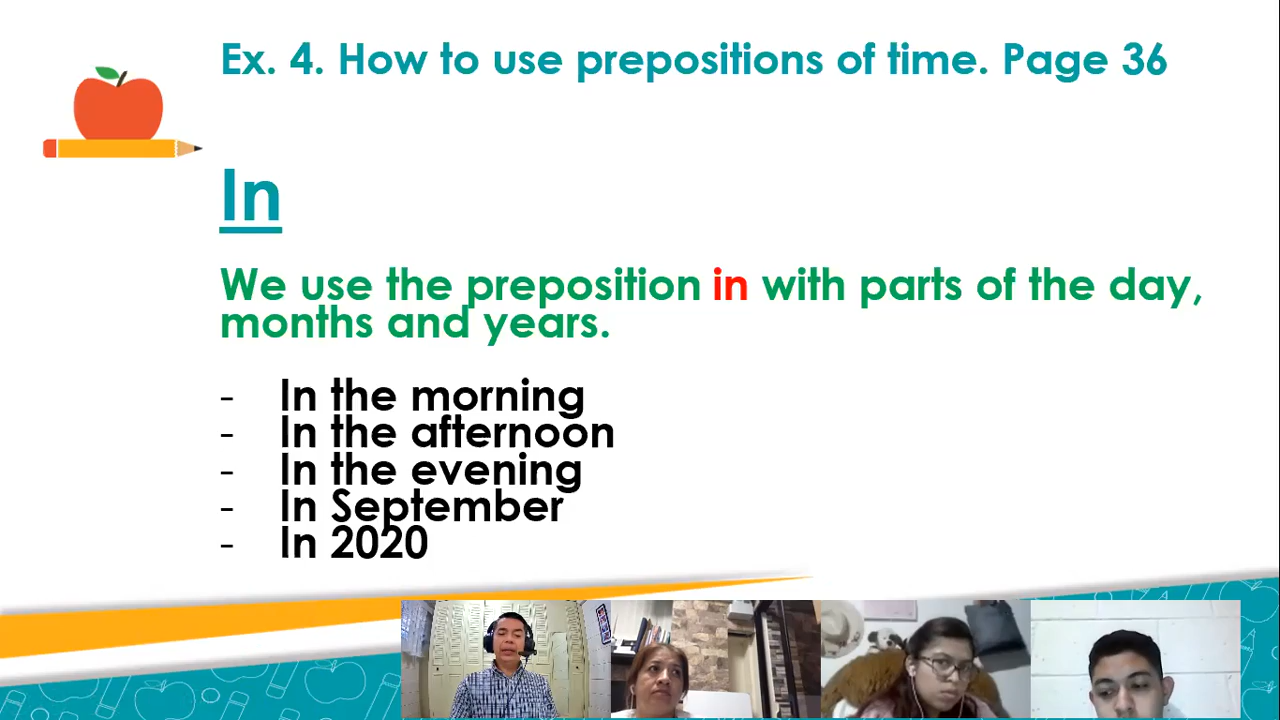 Ex. 4. How to use prepositions of time. Page 36
In
We use the preposition in with parts of the day,
months and years.
- In the morning
- In the afternoon
- In the evening
- In September
- In 2020